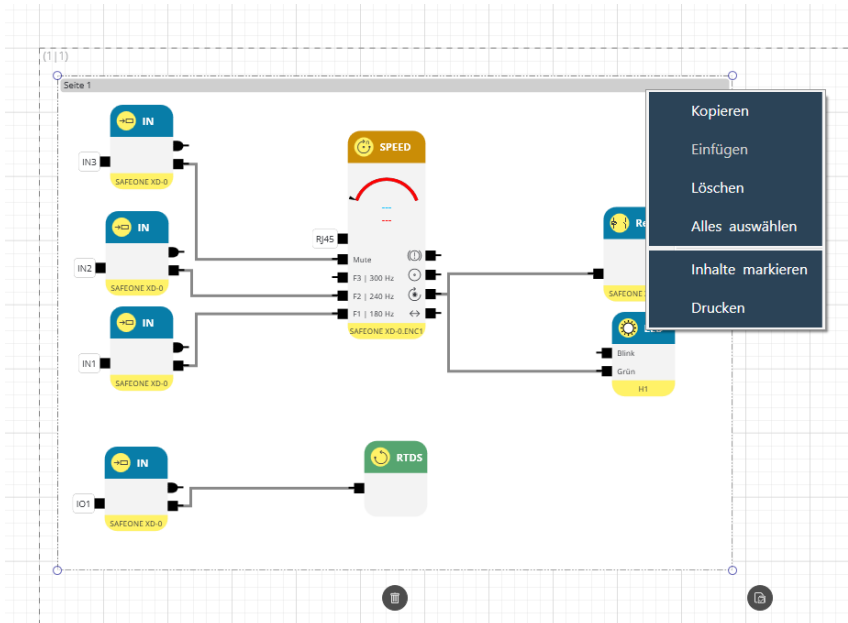 (1|1)
Seite 1
IN
IN3
SAFEONE XD-0
IN
IN2
SAFEONE XD-0
IN
IN1
SAFEONE XD-0
IN
IO1
SAFEONE XD-0
SPEED
---
---
RJ45
Mute
F3 | 300 Hz
F2 | 240 Hz
F1 | 180 Hz
SAFEONE XD-0.ENC1
RTDS
SAFEONE
Blink
Grün
H1
Kopieren
Einfügen
Löschen
Alles auswählen
Inhalte markieren
Drucken